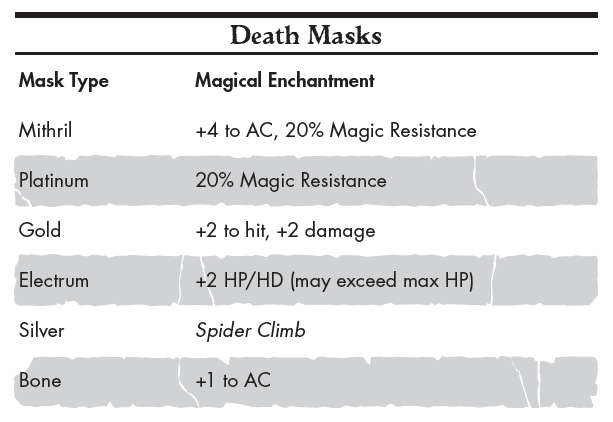 Death Masks
Mask Type Magical Enchantment
Mithril +4 to AC, 20% Magic Resistance
Platinum 20% Magic Resistance
Gold +2 to hit, +2 damage
Electrum +2 HP/HD (may exceed max HP)
Silver Spider Climb
Bone +1 to AC